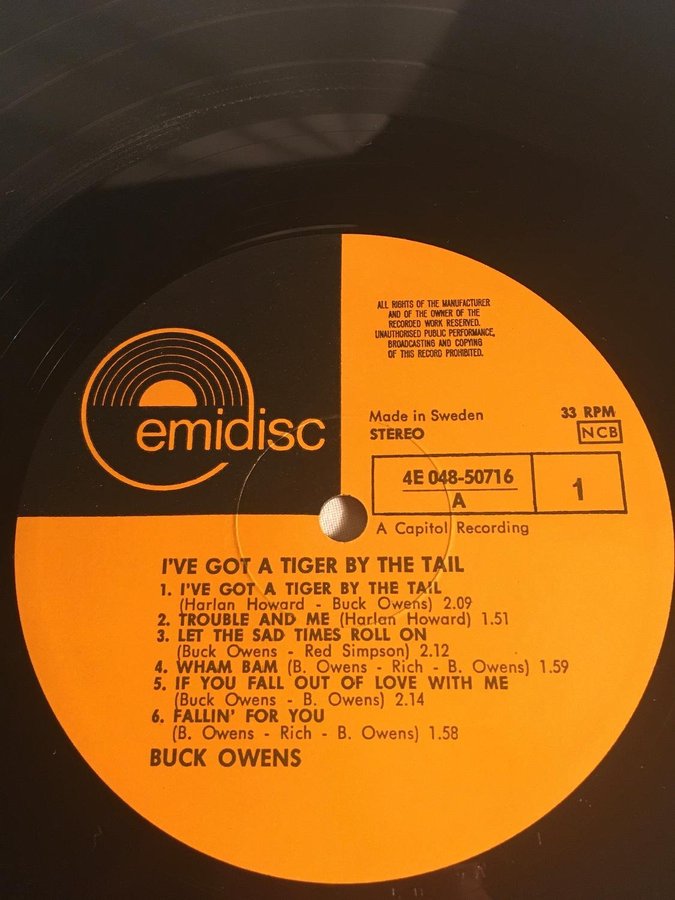 ALL RIGHTS OF THE MANUFACTURER
AND OF THE OWNER OF THE
RECORDED WORK RESERVED.
UNAUTHORISED PUBLIC PERFORMANCE,
BROADCASTING AND COPYING
OF THIS RECORD PROHIBITED.
emidisc
Made in Sweden 33 RPM
STEREO NCB
4E 048-50716 1
A
A Capitol Recording
I'VE GOT A TIGER BY THE TAIL
1. I'VE GOT A TIGER BY THE TAIL
(Harlan Howard - Buck Owens) 2.09
2. TROUBLE AND ME (Harlan Howard) 1.51
3. LET THE SAD TIMES ROLL ON
(Buck Owens - Red Simpson) 2.12
4. WHAM BAM (B. Owens - Rich - B. Owens) 1.59
5. IF YOU FALL OUT OF LOVE WITH ME
(Buck Owens - B. Owens) 2.14
6. FALLIN' FOR YOU
(B. Owens - Rich - B. Owens) 1.58
BUCK OWENS